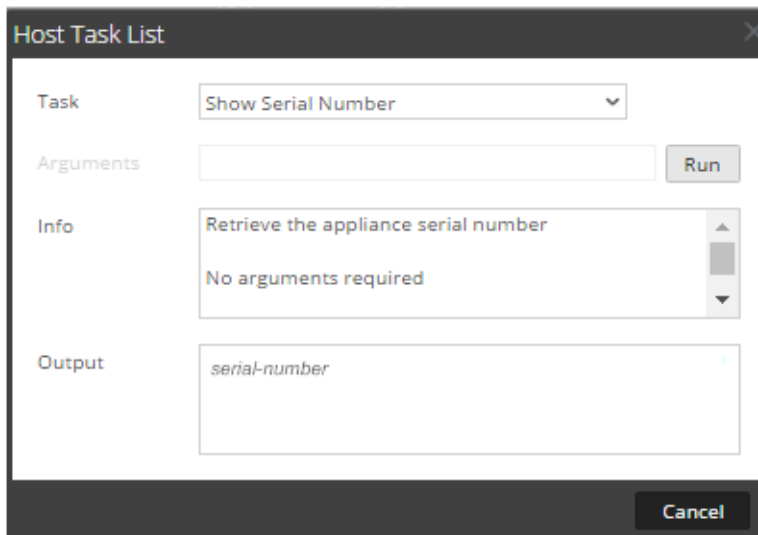 Host Task List
Task
Show Serial Number
Arguments
Run
Info
Retrieve the appliance serial number
No arguments required
Output
serial-number
Cancel